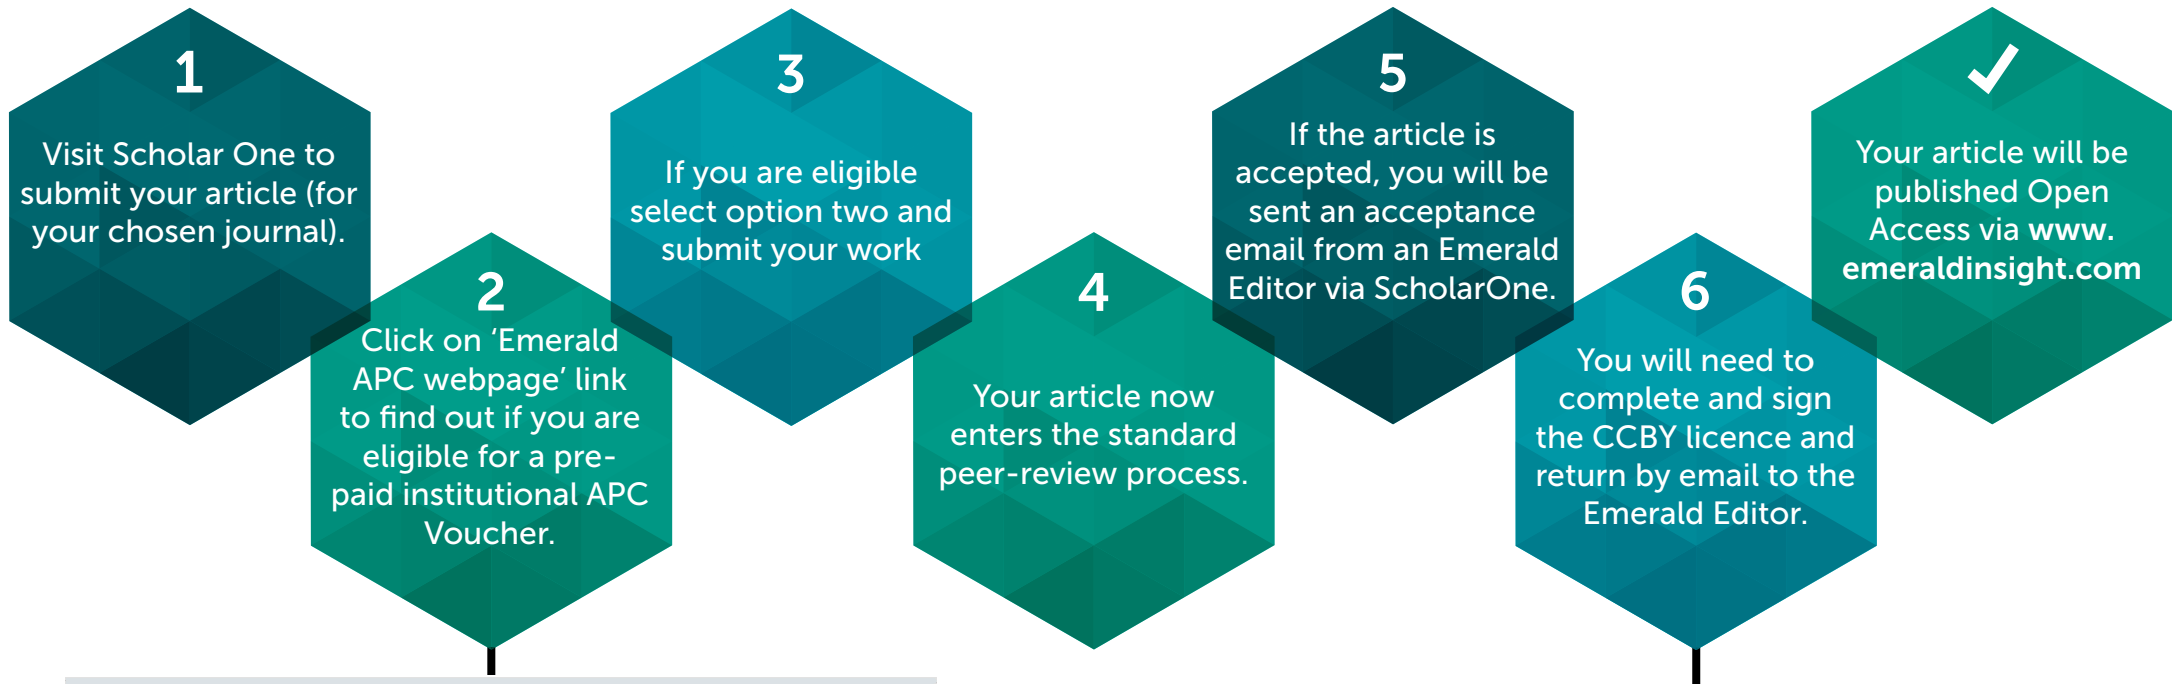 1
Visit Scholar One to
submit your article (for
your chosen journal).
2
Click on ‘Emerald
APC webpage’ link
to find out if you are
eligible for a pre-
paid institutional APC
Voucher.
3
If you are eligible
select option two and
submit your work
4
Your article now
enters the standard
peer-review process.
5
If the article is
accepted, you will be
sent an acceptance
email from an Emerald
Editor via ScholarOne.
6
You will need to
complete and sign
the CCBY licence and
return by email to the
Emerald Editor.
Your article will be
published Open
Access via www.
emeraldinsight.com